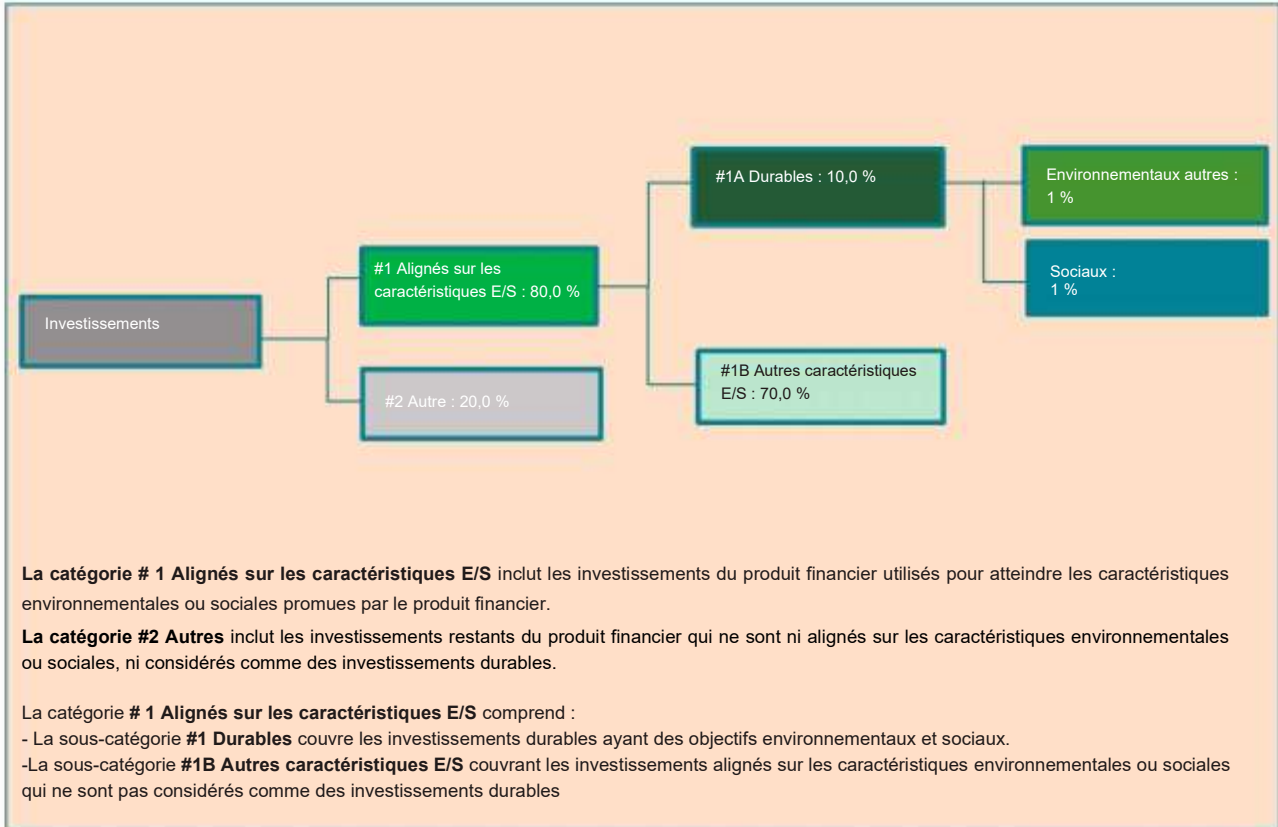 #1A Durables : 10,0 %
Environnementaux autres :
1 %
#1 Alignés sur les
caractéristiques E/S : 80,0 %
Sociaux :
1 %
Investissements
#1B Autres caractéristiques
E/S : 70,0 %
#2 Autre : 20,0 %
La catégorie # 1 Alignés sur les caractéristiques E/S inclut les investissements du produit financier utilisés pour atteindre les caractéristiques
environnementales ou sociales promues par le produit financier.
La catégorie #2 Autres inclut les investissements restants du produit financier qui ne sont ni alignés sur les caractéristiques environnementales
ou sociales, ni considérés comme des investissements durables.
La catégorie # 1 Alignés sur les caractéristiques E/S comprend :
- La sous-catégorie #1 Durables couvre les investissements durables ayant des objectifs environnementaux et sociaux.
-La sous-catégorie #1B Autres caractéristiques E/S couvrant les investissements alignés sur les caractéristiques environnementales ou sociales
qui ne sont pas considérés comme des investissements durables